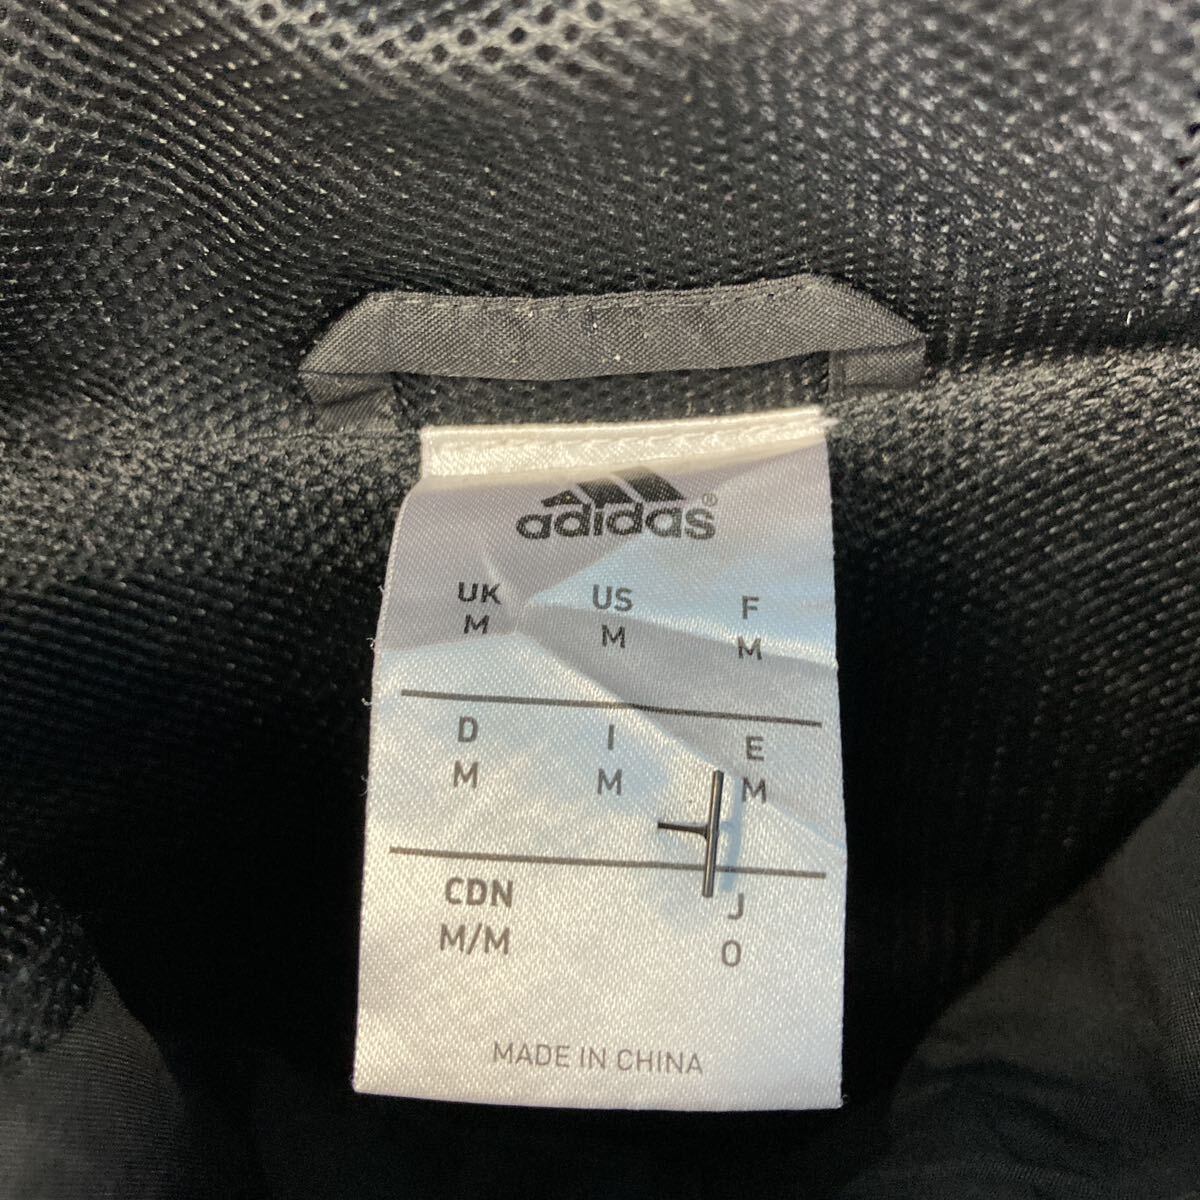 adidas®
UK US F
M M M
D I E
M M M
CDN J
M/M O
MADE IN CHINA